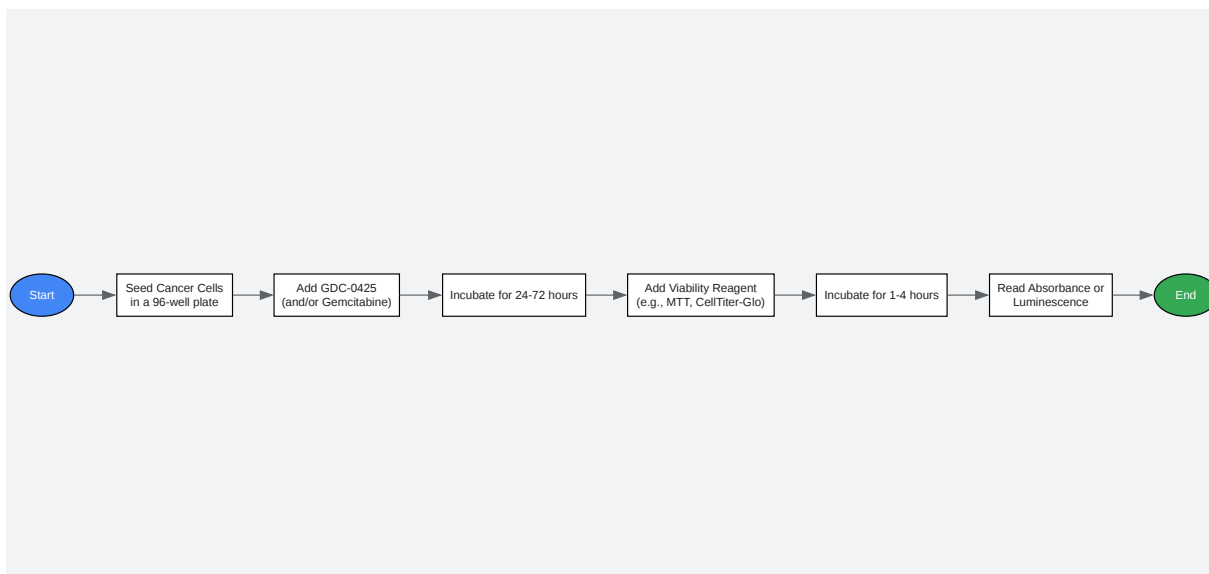 Start
Seed Cancer Cells
in a 96-well plate
Add GDC-0425
(and/or Gemcitabine)
Incubate for 24-72 hours
Add Viability Reagent
(e.g., MTT, CellTiter-Glo)
Incubate for 1-4 hours
Read Absorbance or
Luminescence
End